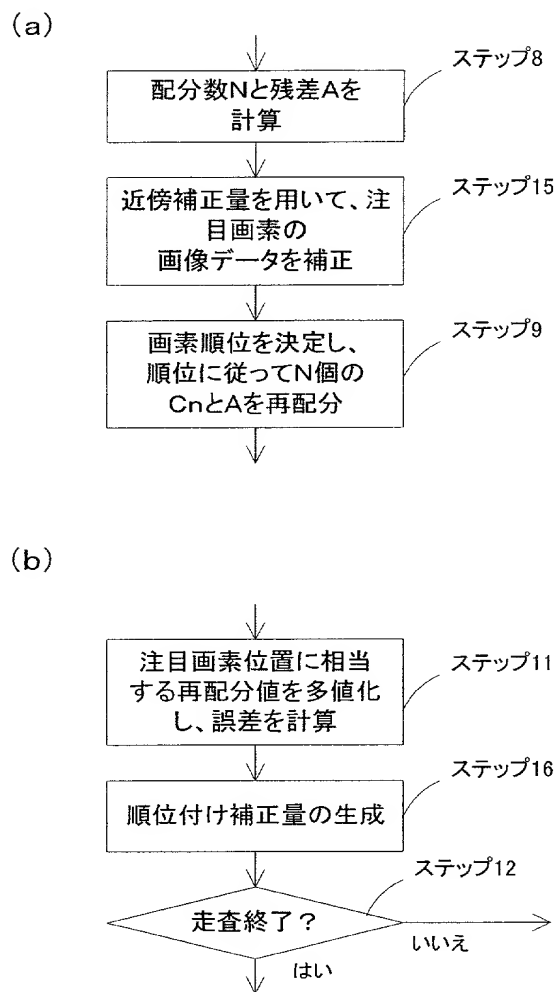 (a)
ステップ8
配分数Nと残差Aを
計算
ステップ15
近傍補正量を用いて、注
目画素の
画像データを補正
ステップ9
画素順位を決定し、
順位に従ってN個の
CnとAを再配分
(b)
ステップ11
注目画素位置に相当
する再配分値を多値化
し、誤差を計算
ステップ16
順位付け補正量の生成
ステップ12
走査終了?
いいえ
はい